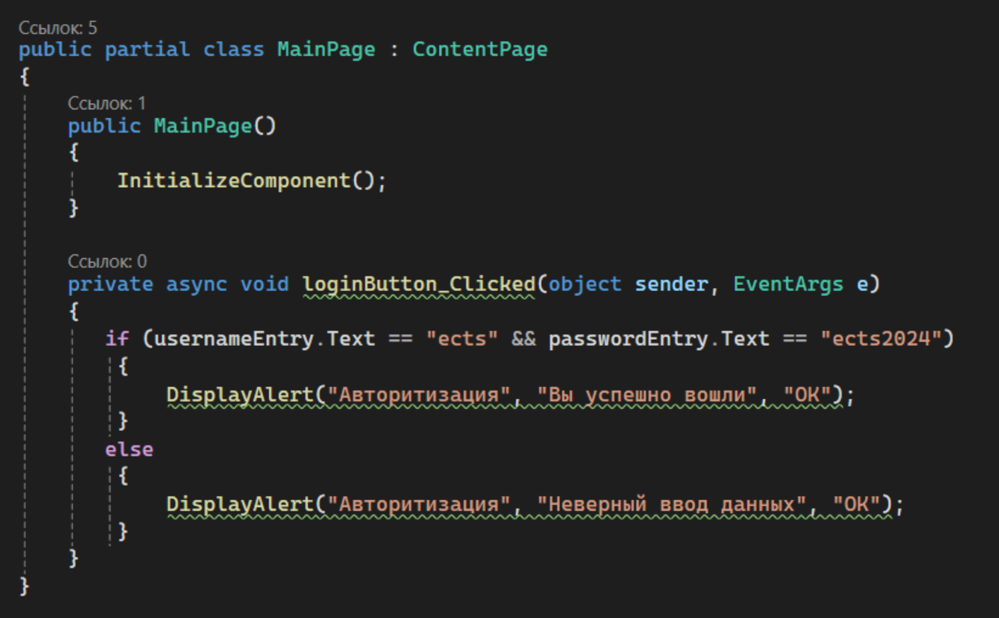 Ссылок: 5
public partial class MainPage : ContentPage
{
Ссылок: 1
public MainPage()
{
InitializeComponent();
}
Ссылок: 0
private async void loginButton_Clicked(object sender, EventArgs e)
{
if (usernameEntry.Text == "ects" && passwordEntry.Text == "ects2024")
{
DisplayAlert("Авторитизация", "Вы успешно вошли", "ОК");
}
else
{
DisplayAlert("Авторитизация", "Неверный ввод данных", "ОК");
}
}
}